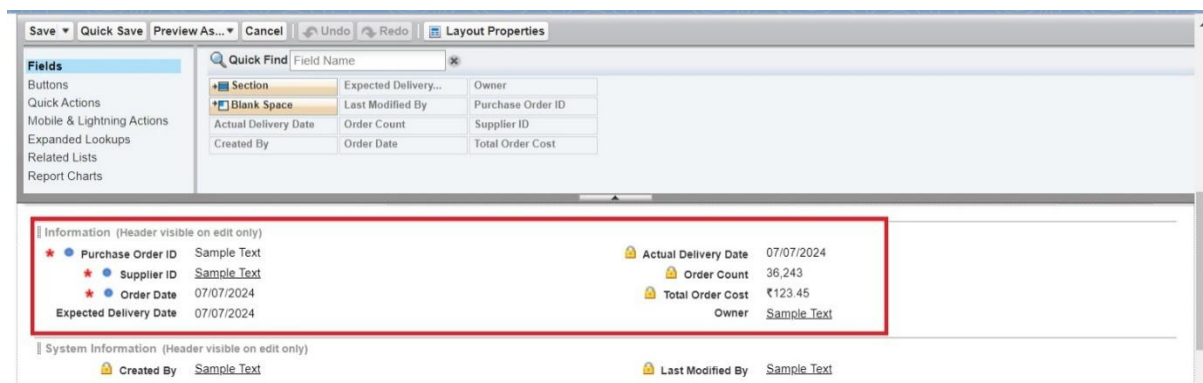 Save Quick Save Preview As... Cancel Undo Redo Layout Properties
Fields
Buttons
Quick Actions
Mobile & Lightning Actions
Expanded Lookups
Related Lists
Report Charts
Quick Find Field Name
Section Expected Delivery... Owner
Blank Space Last Modified By Purchase Order ID
Actual Delivery Date Order Count Supplier ID
Created By Order Date Total Order Cost
Information (Header visible on edit only)
* Purchase Order ID Sample Text Actual Delivery Date 07/07/2024
* Supplier ID Sample Text Order Count 36,243
* Order Date 07/07/2024 Total Order Cost ₹123.45
Expected Delivery Date 07/07/2024 Owner Sample Text
System Information (Header visible on edit only)
Created By Sample Text Last Modified By Sample Text